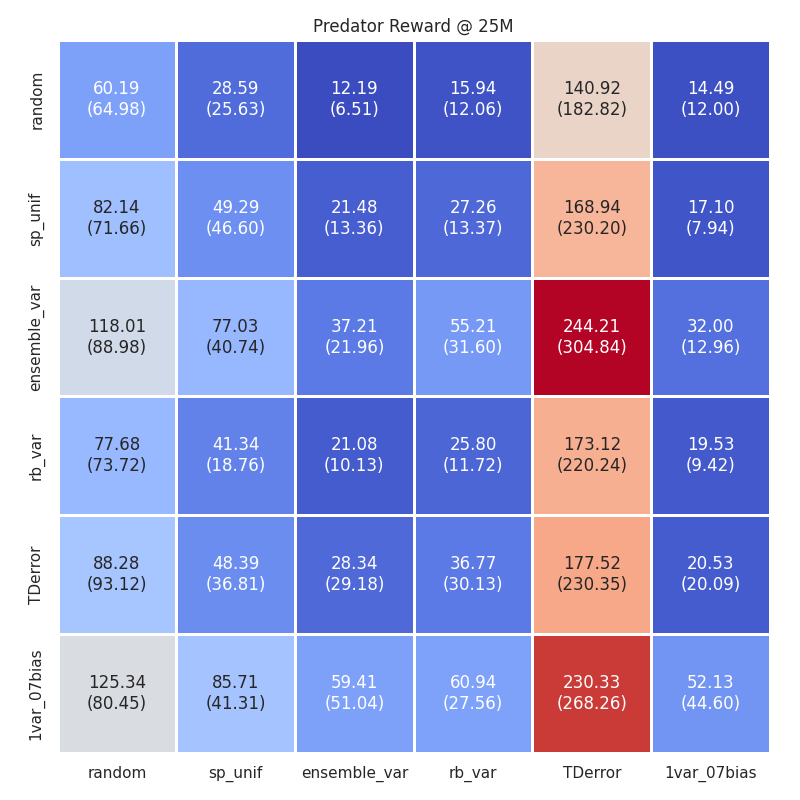 Predator Reward @ 25M
random
60.19 28.59 12.19 15.94 140.92 14.49
(64.98) (25.63) (6.51) (12.06) (182.82) (12.00)
sp_unif
82.14 49.29 21.48 27.26 168.94 17.10
(71.66) (46.60) (13.36) (13.37) (230.20) (7.94)
ensemble_var
118.01 77.03 37.21 55.21 244.21 32.00
(88.98) (40.74) (21.96) (31.60) (304.84) (12.96)
rb_var
77.68 41.34 21.08 25.80 173.12 19.53
(73.72) (18.76) (10.13) (11.72) (220.24) (9.42)
TDerror
88.28 48.39 28.34 36.77 177.52 20.53
(93.12) (36.81) (29.18) (30.13) (230.35) (20.09)
1var_07bias
125.34 85.71 59.41 60.94 230.33 52.13
(80.45) (41.31) (51.04) (27.56) (268.26) (44.60)
random sp_unif ensemble_var rb_var TDerror 1var_07bias